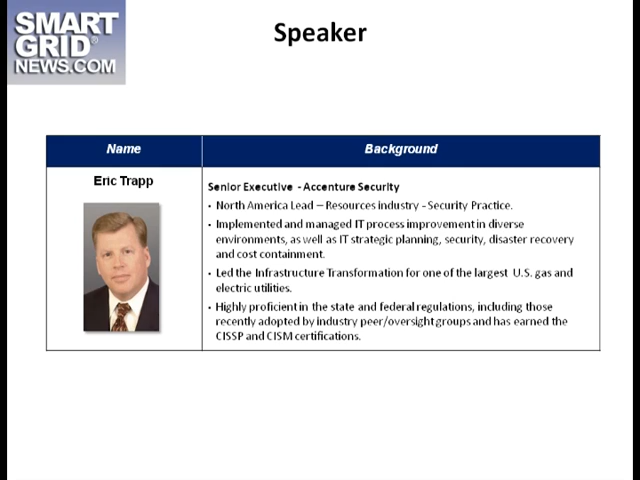 SMART
GRID®
NEWS.COM
Speaker
Name
Background
Eric Trapp
Senior Executive - Accenture Security
• North America Lead – Resources industry - Security Practice.
• Implemented and managed IT process improvement in diverse
environments, as well as IT strategic planning, security, disaster recovery
and cost containment.
• Led the Infrastructure Transformation for one of the largest U.S. gas and
electric utilities.
• Highly proficient in the state and federal regulations, including those
recently adopted by industry peer/oversight groups and has earned the
CISSP and CISM certifications.